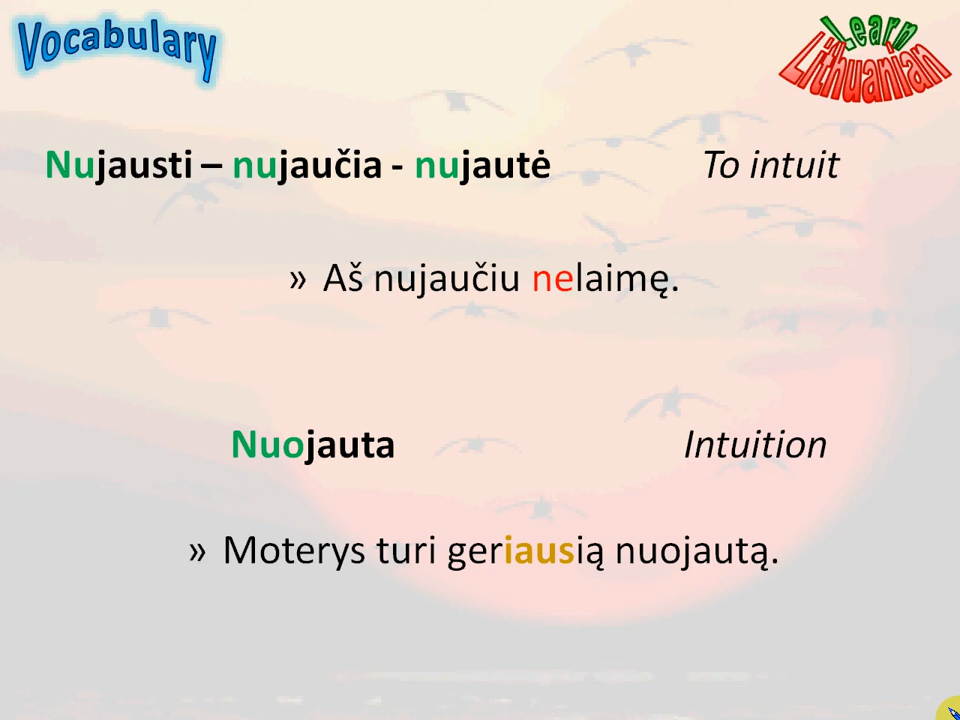 Vocabulary
Learn
Lithuanian
Nujausti – nujaučia - nujautė To intuit
» Aš nujaučiu nelaimę.
Nuojauta Intuition
» Moterys turi geriausią nuojautą.